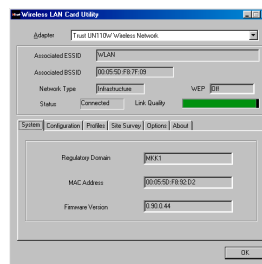 Wireless LAN Card Utility
Adapter Trust UN110W Wireless Network
Associated ESSID WLAN
Associated BSSID 00:05:5D:F8:7F:09
Network Type Infrastructure WEP Off
Status Connected Link Quality
System Configuration Profiles Site Survey Options About
Regulatory Domain MKK1
MAC Address 00:05:5D:F8:92:D2
Firmware Version 0.90.0.44
OK